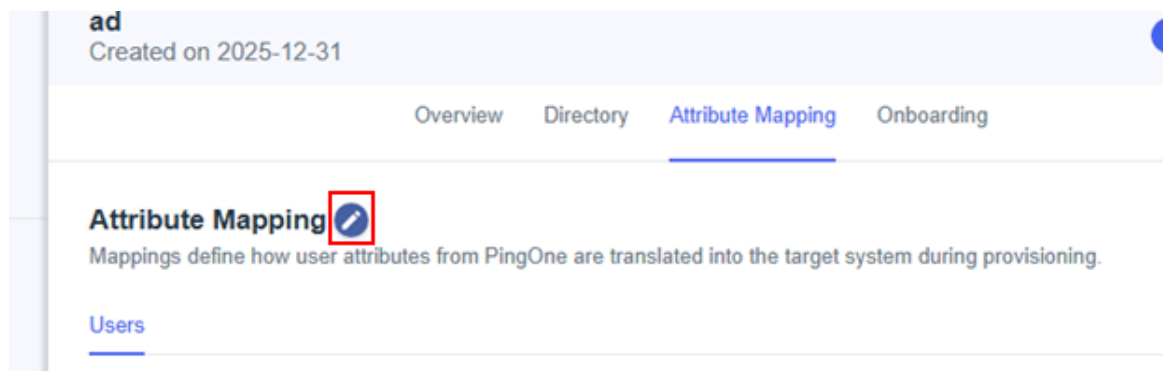 ad
Created on 2025-12-31
Overview Directory Attribute Mapping Onboarding
Attribute Mapping
Mappings define how user attributes from PingOne are translated into the target system during provisioning.
Users